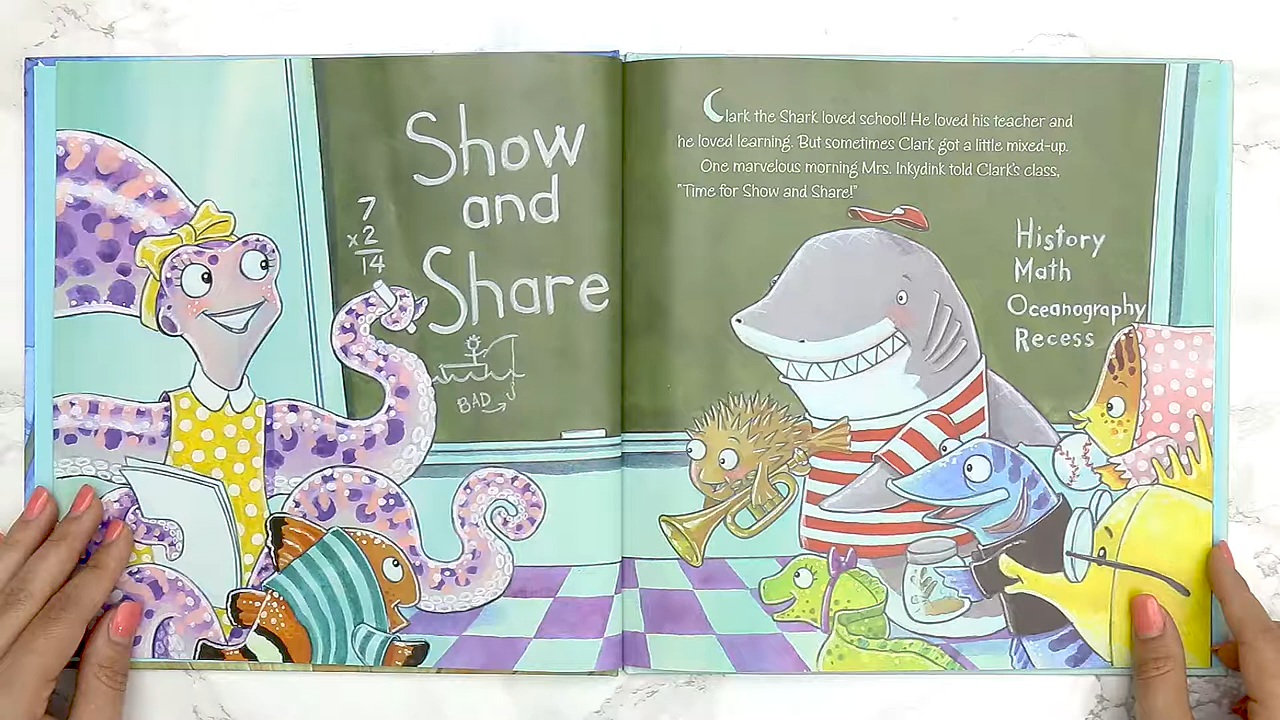 Show
and
Share
7
x2
14
BAD
Clark the Shark loved school! He loved his teacher and
he loved learning. But sometimes Clark got a little mixed-up.
One marvelous morning Mrs. Inkydink told Clark's class,
"Time for Show and Share!"
History
Math
Oceanography
Recess